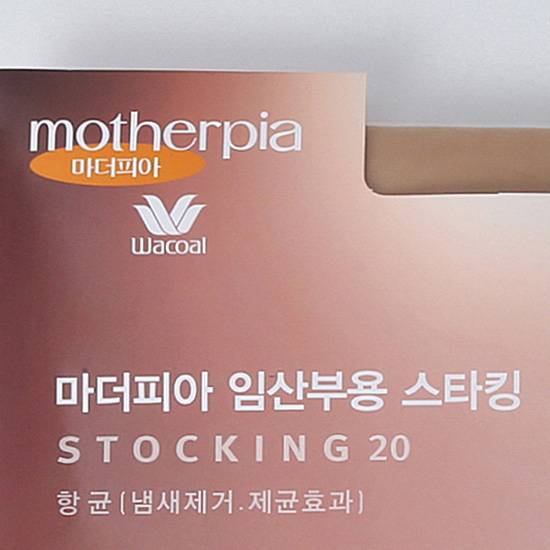 motherpia
마더피아
Wacoal
마더피아 임산부용 스타킹
STOCKING 20
항균(냄새제거.제균효과)